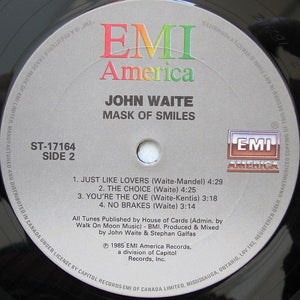 EMI
America
JOHN WAITE
MASK OF SMILES
ST-17164
SIDE 2
EMI
AMERICA
1. JUST LIKE LOVERS (Waite-Mandel) 4:29
2. THE CHOICE (Waite) 4:25
3. YOU'RE THE ONE (Waite-Kentis) 3:53
4. NO BRAKES (Waite) 3:14
All Tunes Published by House of Cards (Admin. by
Walk On Moon Music) - BMI. Produced & Mixed
by John Waite & Stephan Galfas
℗ 1985 EMI America Records,
a division of Capitol
Records, Inc.